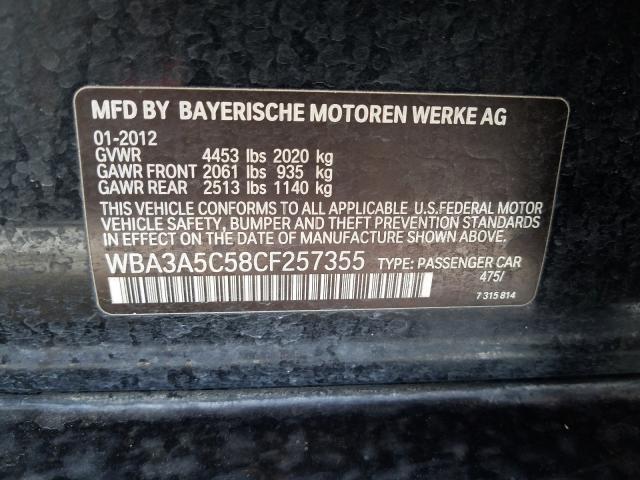 MFD BY BAYERISCHE MOTOREN WERKE AG
01-2012
GVWR 4453 lbs 2020 kg
GAWR FRONT 2061 lbs 935 kg
GAWR REAR 2513 lbs 1140 kg
THIS VEHICLE CONFORMS TO ALL APPLICABLE U.S.FEDERAL MOTOR
VEHICLE SAFETY, BUMPER AND THEFT PREVENTION STANDARDS
IN EFFECT ON THE DATE OF MANUFACTURE SHOWN ABOVE.
WBA3A5C58CF257355 TYPE: PASSENGER CAR
475/
7 315 814